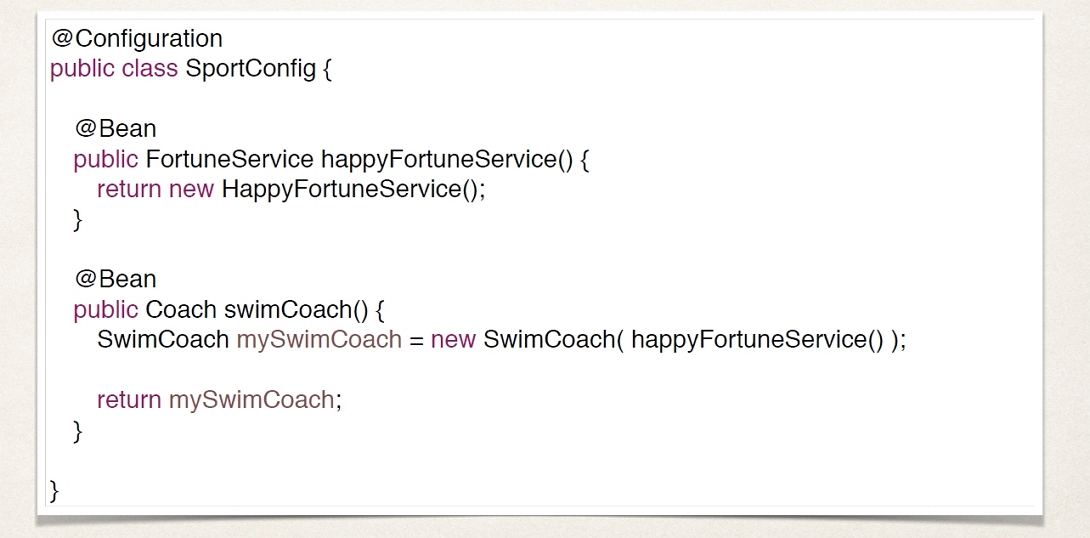 @Configuration
public class SportConfig {
@Bean
public FortuneService happyFortuneService() {
return new HappyFortuneService();
}
@Bean
public Coach swimCoach() {
SwimCoach mySwimCoach = new SwimCoach( happyFortuneService() );
return mySwimCoach;
}
}